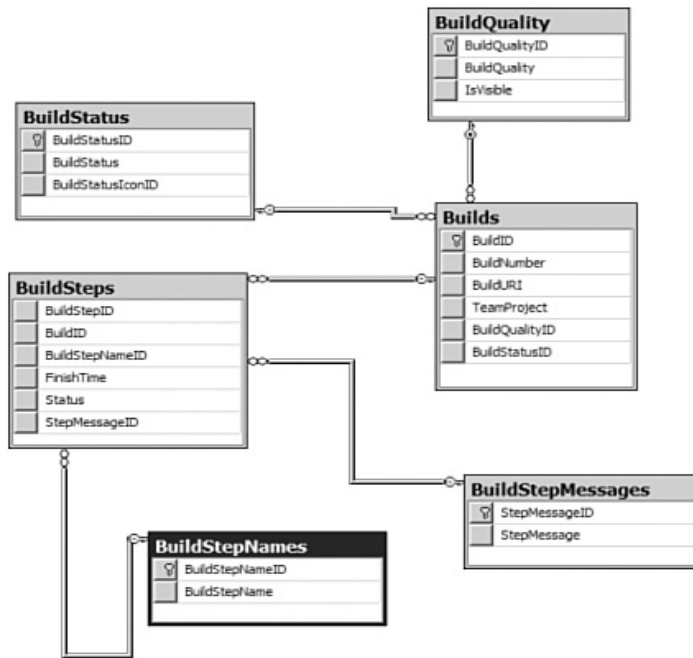 BuildQuality
BuildQualityID
BuildQuality
IsVisible
BuildStatus
BuildStatusID
BuildStatus
BuildStatusIconID
Builds
BuildID
BuildNumber
BuildURI
TeamProject
BuildQualityID
BuildStatusID
BuildSteps
BuildStepID
BuildID
BuildStepNameID
FinishTime
Status
StepMessageID
BuildStepMessages
StepMessageID
StepMessage
BuildStepNames
BuildStepNameID
BuildStepName